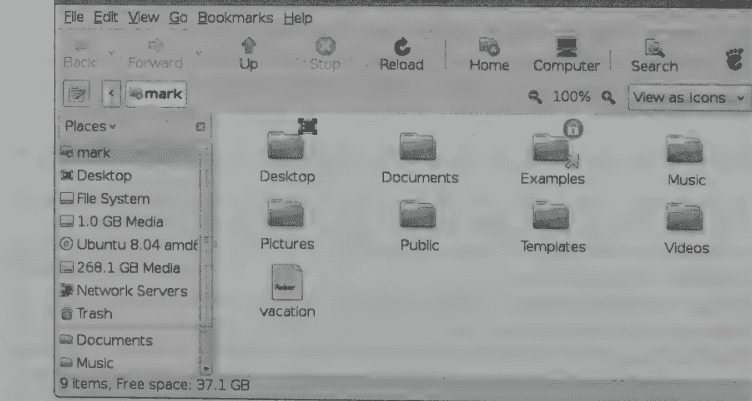 File Edit View Go Bookmarks Help
Back Forward Up Stop Reload Home Computer Search
mark 100% View as Icons
Places
mark
Desktop
File System
1.0 GB Media
Ubuntu 8.04 amd6
268.1 GB Media
Network Servers
Trash
Documents
Music
Desktop Documents Examples Music
Pictures Public Templates Videos
vacation
9 items, Free space: 37.1 GB